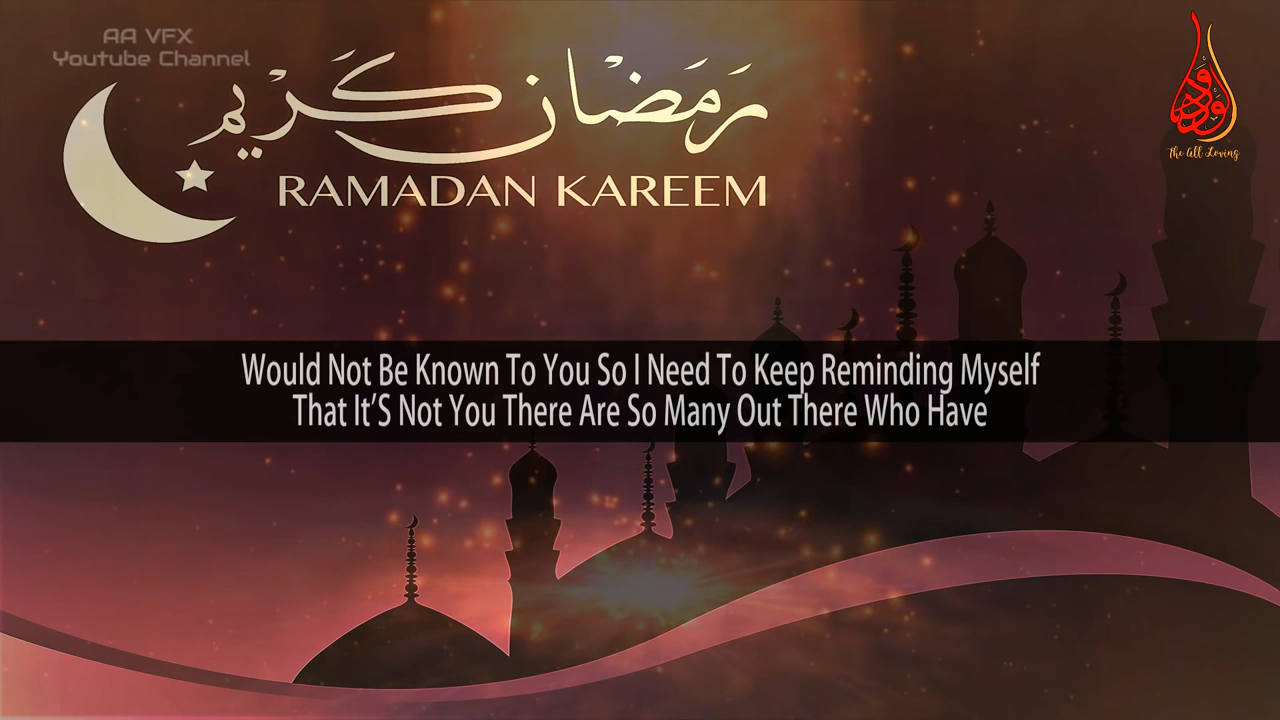 AA VFX
Youtube Channel
رَمَضَان كَرْيم
RAMADAN KAREEM
الودود
The All Loving
Would Not Be Known To You So I Need To Keep Reminding Myself
That It’S Not You There Are So Many Out There Who Have